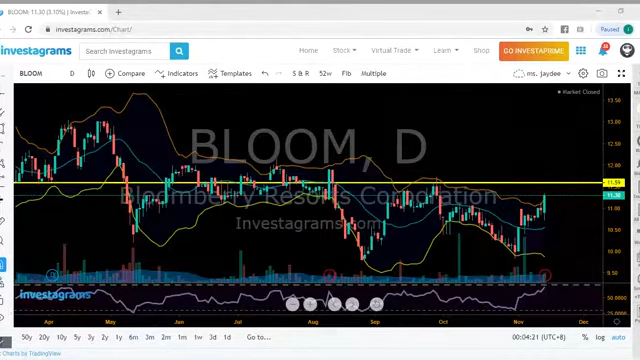 BLOOM: 11.30 (3.10%) | Investa
investagrams.com/Chart/
Paused
investagrams
Search Investagrams
Home
Stock
Virtual Trade
Learn
Shop
GO INVESTAPRIME
BLOOM
D
Compare
Indicators
Templates
S & R
52w
Fib
Multiple
ms. jaydee
Market Closed
BLOOM, D
Bloomberry Resorts Corporation
Investagrams.com
13.50
13.00
12.50
12.00
11.59
11.30
11.00
10.50
10.00
9.50
investagrams
50.0000
25.0000
Apr
May
Jun
Jul
Aug
Sep
Oct
Nov
50y
20y
10y
5y
2y
1y
6m
3m
1m
5d
1d
Go to...
00:04:21 (UTC+8)
%
log
auto
Charts by TradingView